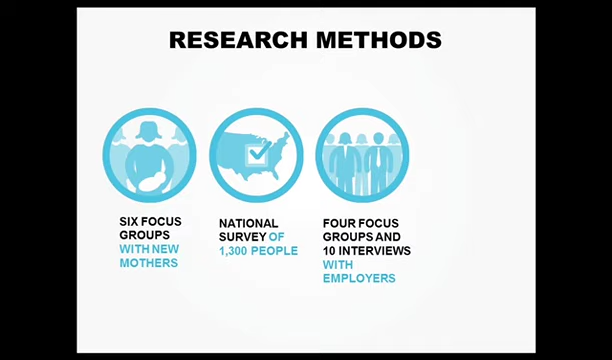 RESEARCH METHODS
SIX FOCUS
GROUPS
WITH NEW
MOTHERS
NATIONAL
SURVEY OF
1,300 PEOPLE
FOUR FOCUS
GROUPS AND
10 INTERVIEWS
WITH
EMPLOYERS